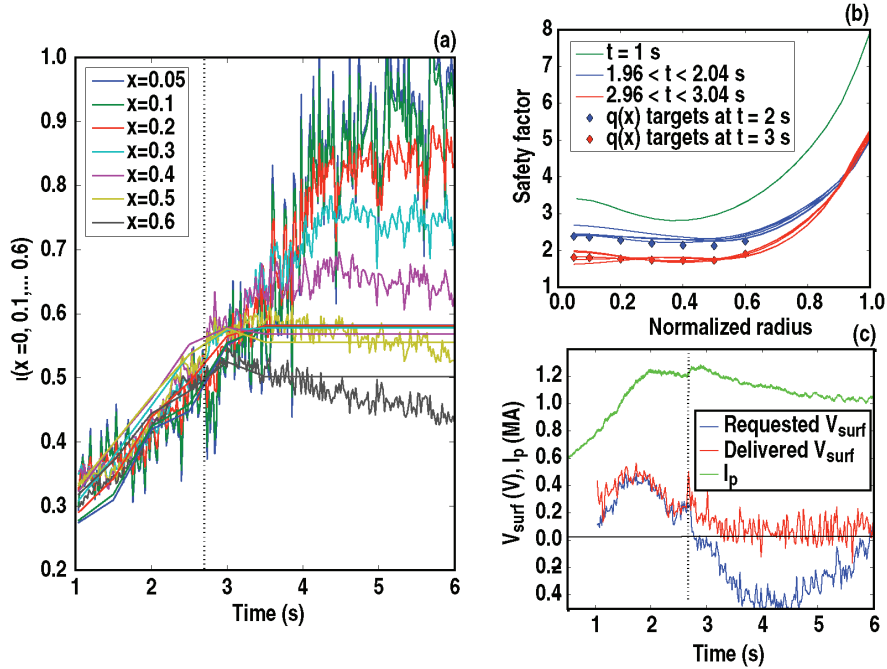 (a)
1.0
0.9
0.8
0.7
0.6
0.5
0.4
0.3
0.2
ι(x =0, 0.1,... 0.6)
x=0.05
x=0.1
x=0.2
x=0.3
x=0.4
x=0.5
x=0.6
1 2 3 4 5 6
Time (s)
(b)
8
7
6
5
4
3
2
1
Safety factor
t = 1 s
1.96 < t < 2.04 s
2.96 < t < 3.04 s
q(x) targets at t = 2 s
q(x) targets at t = 3 s
0.0 0.2 0.4 0.6 0.8 1.0
Normalized radius
(c)
1.2
1.0
0.8
0.6
0.4
0.2
0.0
0.2
0.4
Vsurf (V), Ip (MA)
Requested Vsurf
Delivered Vsurf
Ip
1 2 3 4 5 6
Time (s)